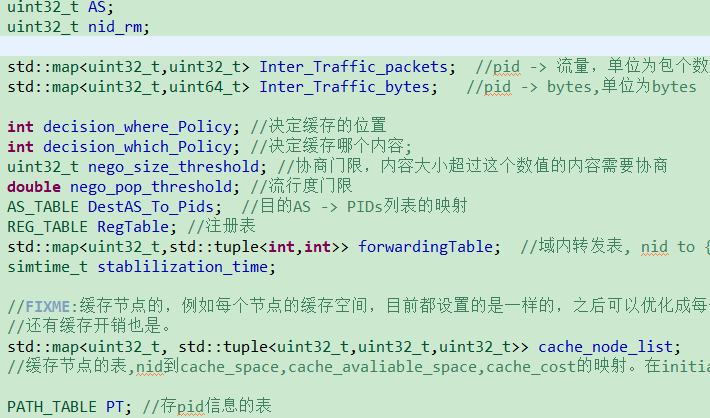 uint32_t AS;
uint32_t nid_rm;
std::map<uint32_t,uint32_t> Inter_Traffic_packets;  //pid -> 流量，单位为包个数
std::map<uint32_t,uint64_t> Inter_Traffic_bytes;   //pid -> bytes,单位为bytes
int decision_where_Policy; //决定缓存的位置
int decision_which_Policy; //决定缓存哪个内容;
uint32_t nego_size_threshold; //协商门限，内容大小超过这个数值的内容需要协商
double nego_pop_threshold; //流行度门限
AS_TABLE DestAS_To_Pids;  //目的AS -> PIDs列表的映射
REG_TABLE RegTable; //注册表
std::map<uint32_t,std::tuple<int,int>> forwardingTable;  //域内转发表, nid to {
simtime_t stablilization_time;
//FIXME:缓存节点的，例如每个节点的缓存空间，目前都设置的是一样的，之后可以优化成每
//还有缓存开销也是。
std::map<uint32_t, std::tuple<uint32_t,uint32_t,uint32_t>> cache_node_list;
//缓存节点的表,nid到cache_space,cache_avaliable_space,cache_cost的映射。在initia
PATH_TABLE PT; //存pid信息的表